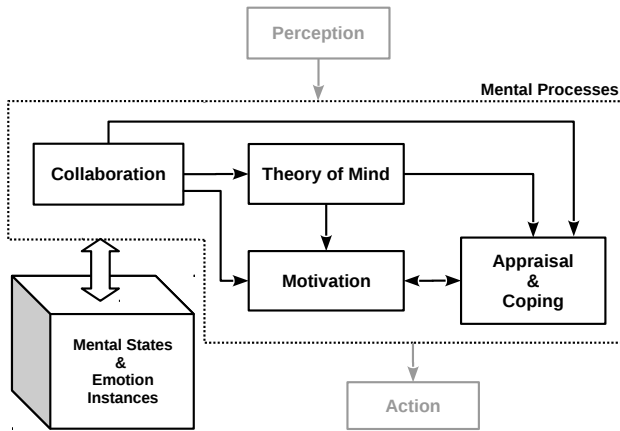 Perception
Mental Processes
Collaboration
Theory of Mind
Motivation
Appraisal
&
Coping
Mental States
&
Emotion
Instances
Action